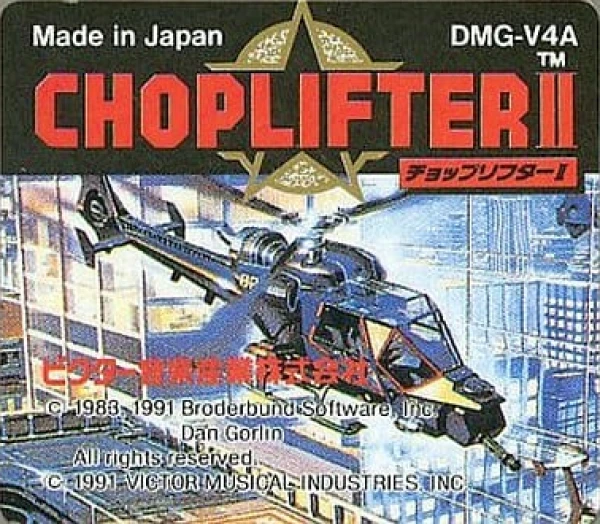 Made in Japan
DMG-V4A
CHOPLIFTER II
TM
チョップリフターII
ビクター音楽産業株式会社
© 1983, 1991 Broderbund Software, Inc.
Dan Gorlin
All rights reserved.
© 1991 VICTOR MUSICAL INDUSTRIES, INC.